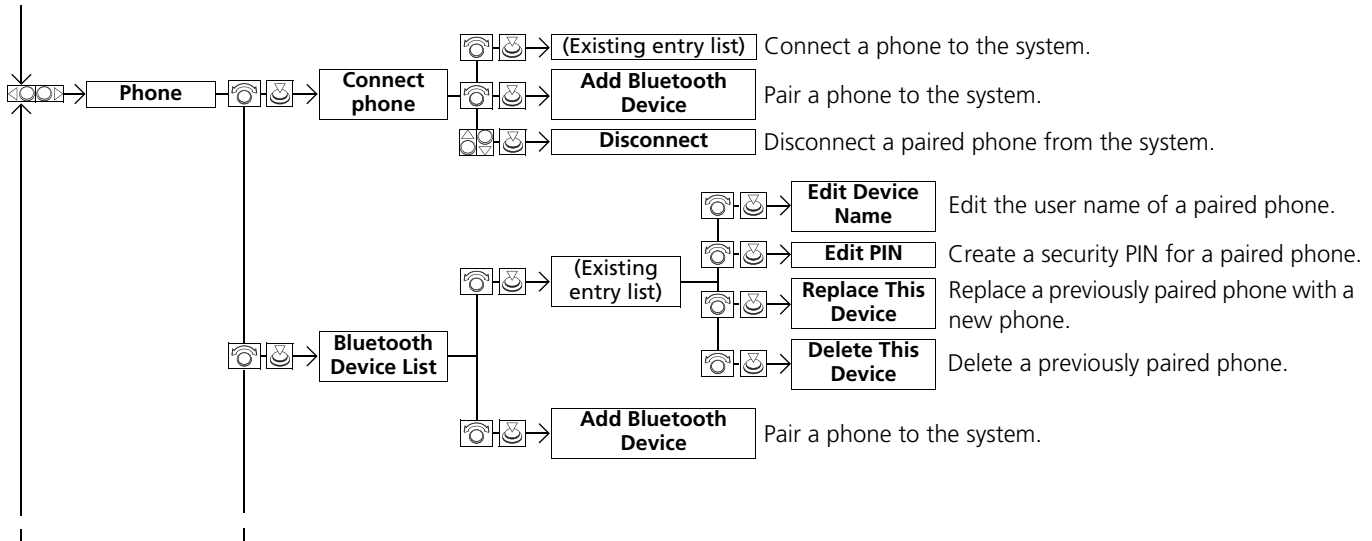 (Existing entry list) Connect a phone to the system.
Phone
Connect
phone
Add Bluetooth
Device
Pair a phone to the system.
Disconnect
Disconnect a paired phone from the system.
Edit Device
Name
Edit the user name of a paired phone.
Edit PIN
Create a security PIN for a paired phone.
(Existing
entry list)
Replace This
Device
Replace a previously paired phone with a
new phone.
Bluetooth
Device List
Delete This
Device
Delete a previously paired phone.
Add Bluetooth
Device
Pair a phone to the system.